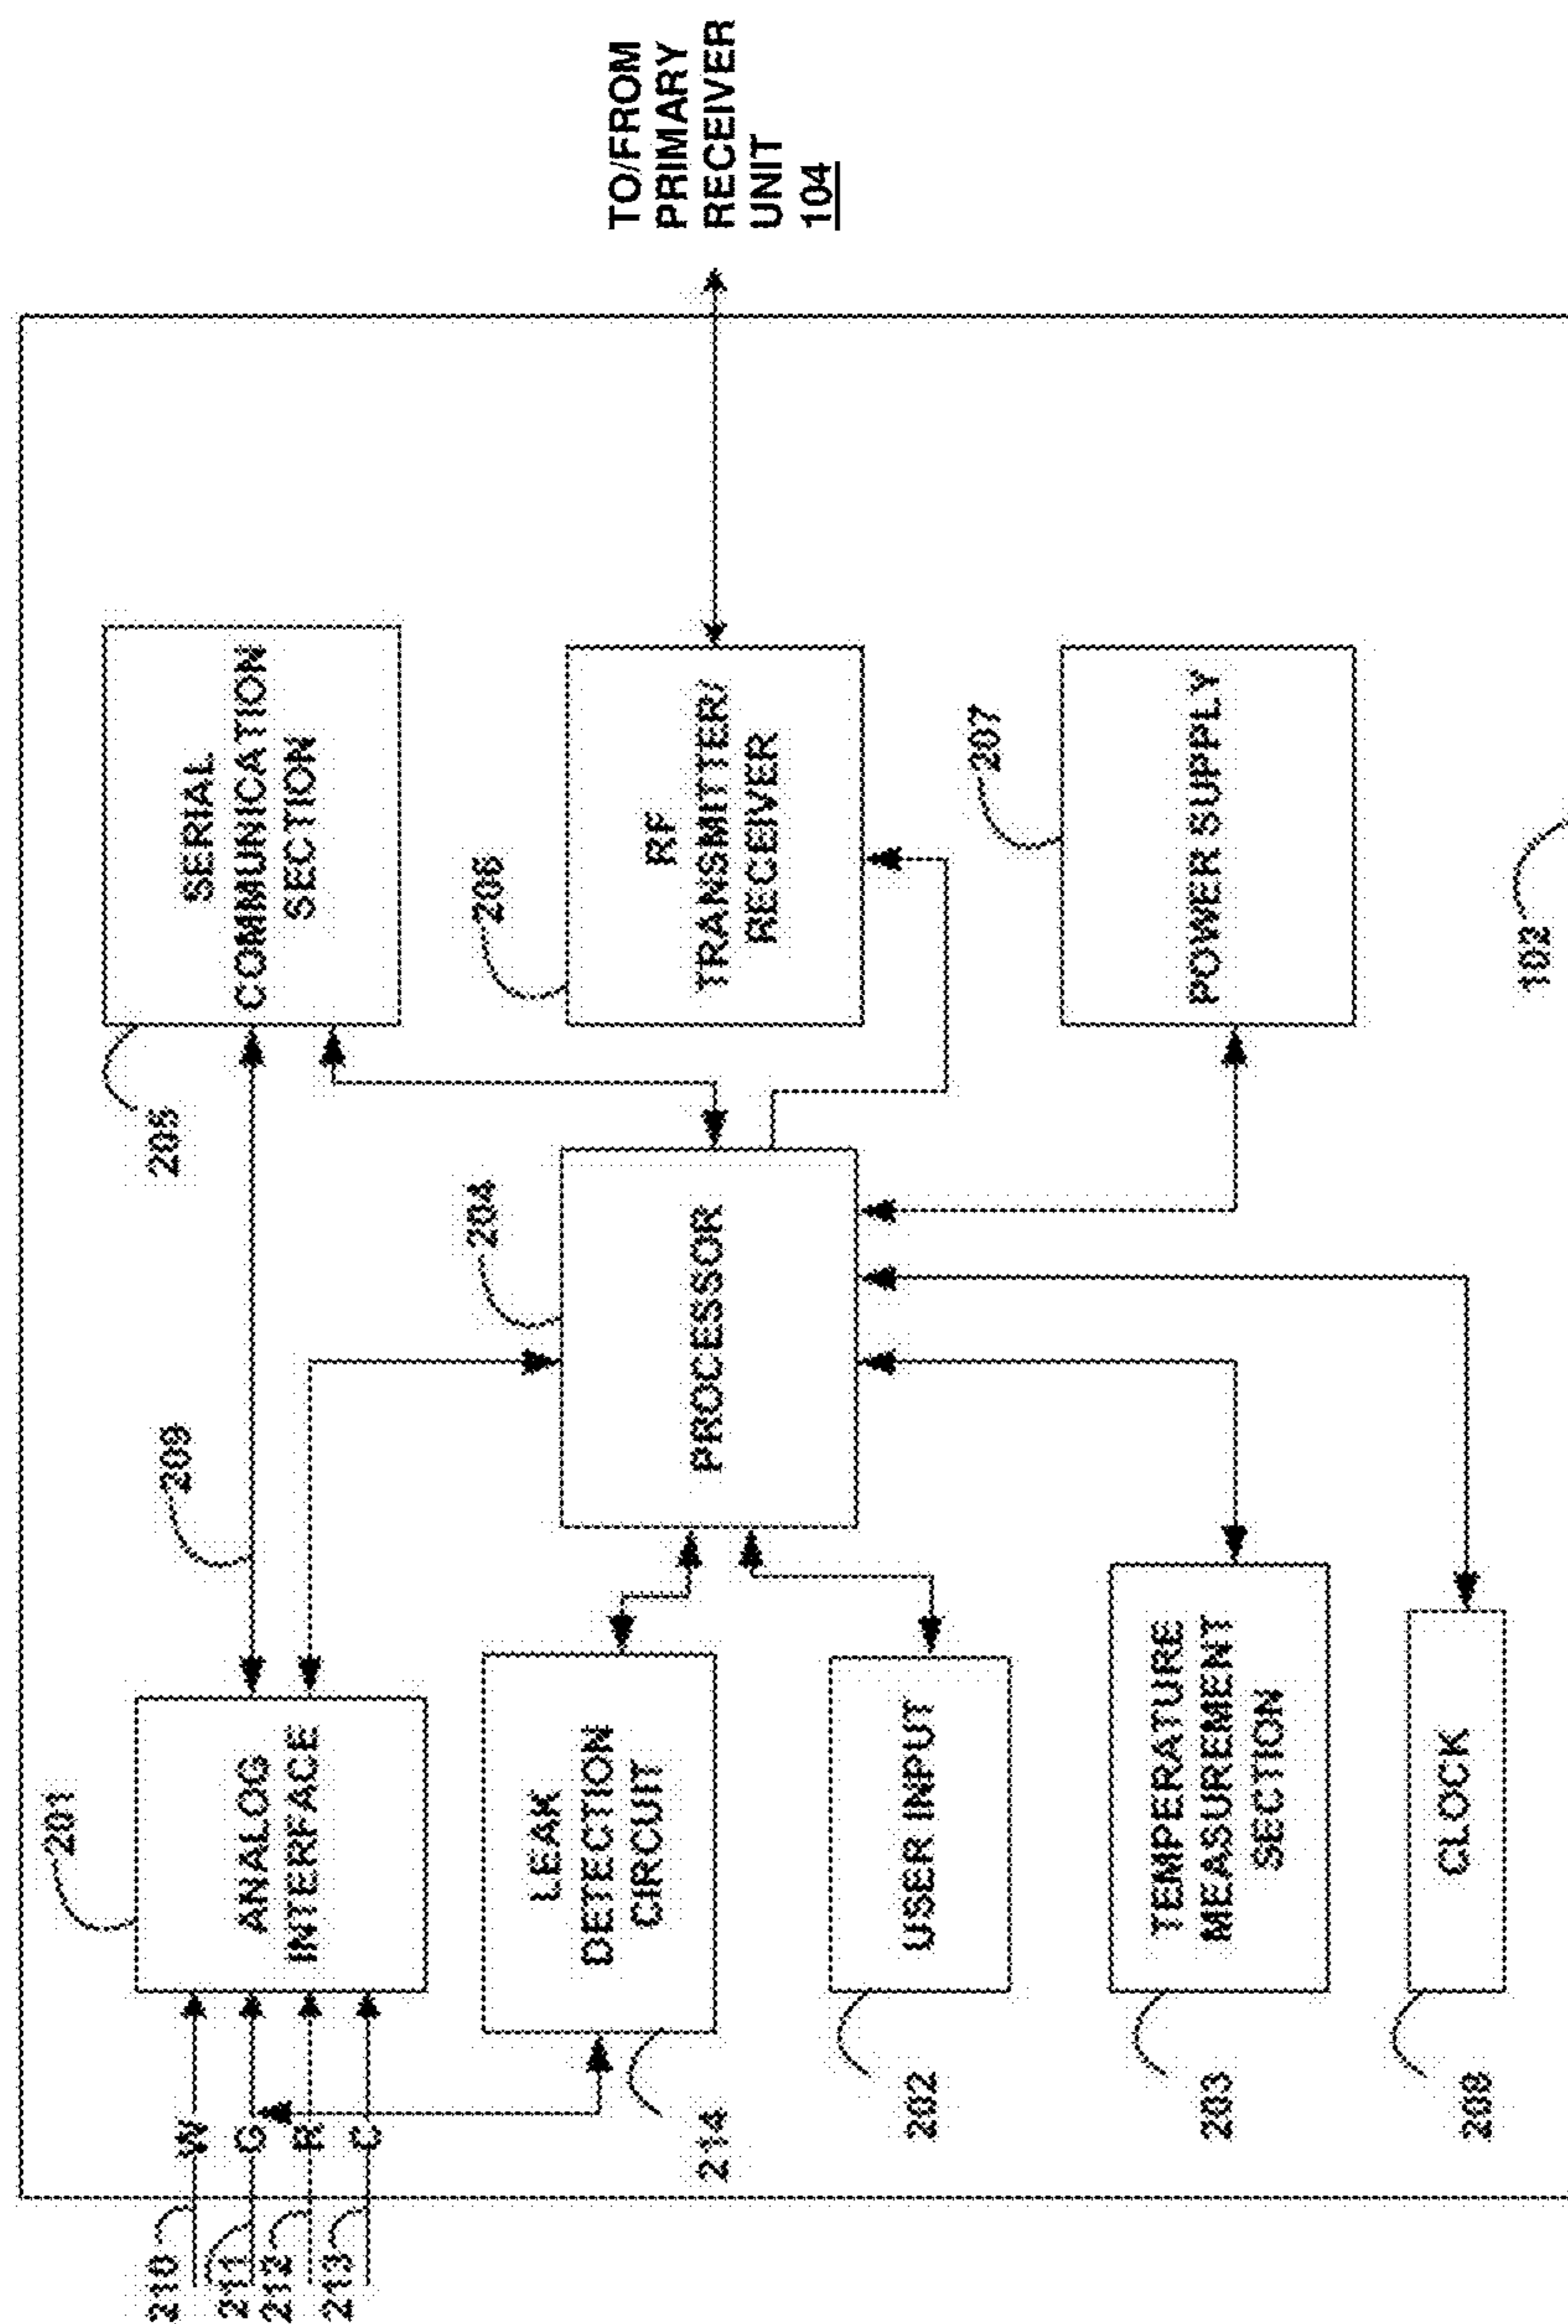 210
211
212
213
W
G
R
C
201
ANALOG
INTERFACE
209
205
SERIAL
COMMUNICATION
SECTION
214
LEAK
DETECTION
CIRCUIT
204
PROCESSOR
206
RF
TRANSMITTER/
RECEIVER
TO/FROM
PRIMARY
RECEIVER
UNIT
104
202
USER INPUT
207
POWER SUPPLY
203
TEMPERATURE
MEASUREMENT
SECTION
208
CLOCK
102